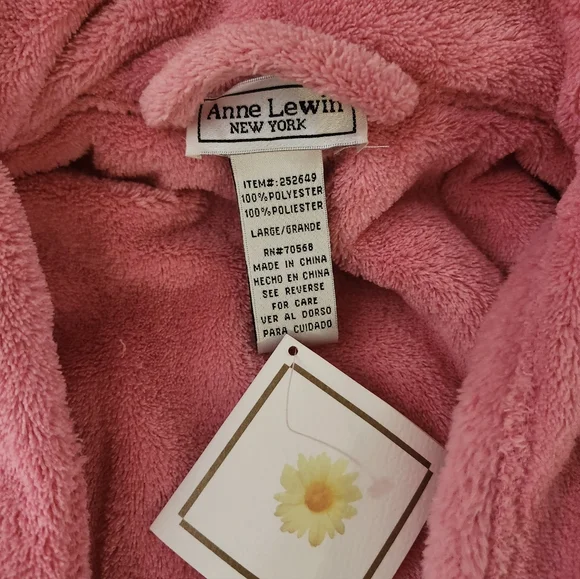 Anne Lewin
NEW YORK
ITEM#:252649
100%POLYESTER
100%POLIESTER
LARGE/GRANDE
RN#70568
MADE IN CHINA
HECHO EN CHINA
SEE REVERSE
FOR CARE
VER AL DORSO
PARA CUIDADO